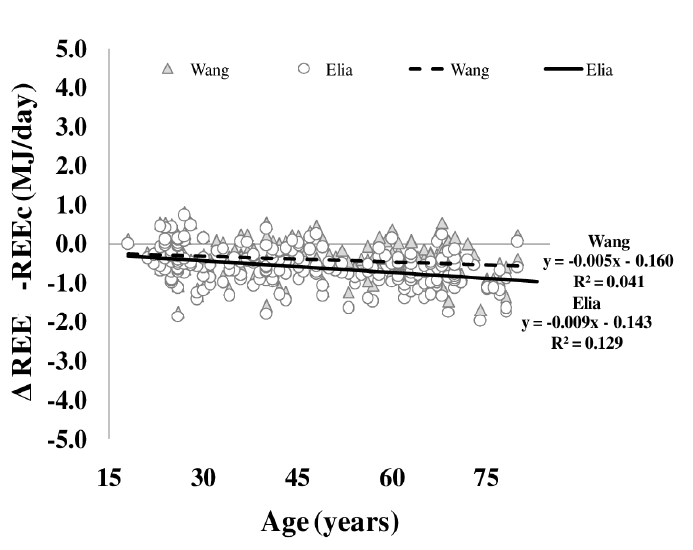 5.0
Wang Elia Wang Elia
4.0
3.0
2.0
1.0
0.0
-1.0
-2.0
-3.0
-4.0
-5.0
Δ REE -REEc (MJ/day)
Wang
y = -0.005x - 0.160
R² = 0.041
Elia
y = -0.009x - 0.143
R² = 0.129
15 30 45 60 75
Age (years)